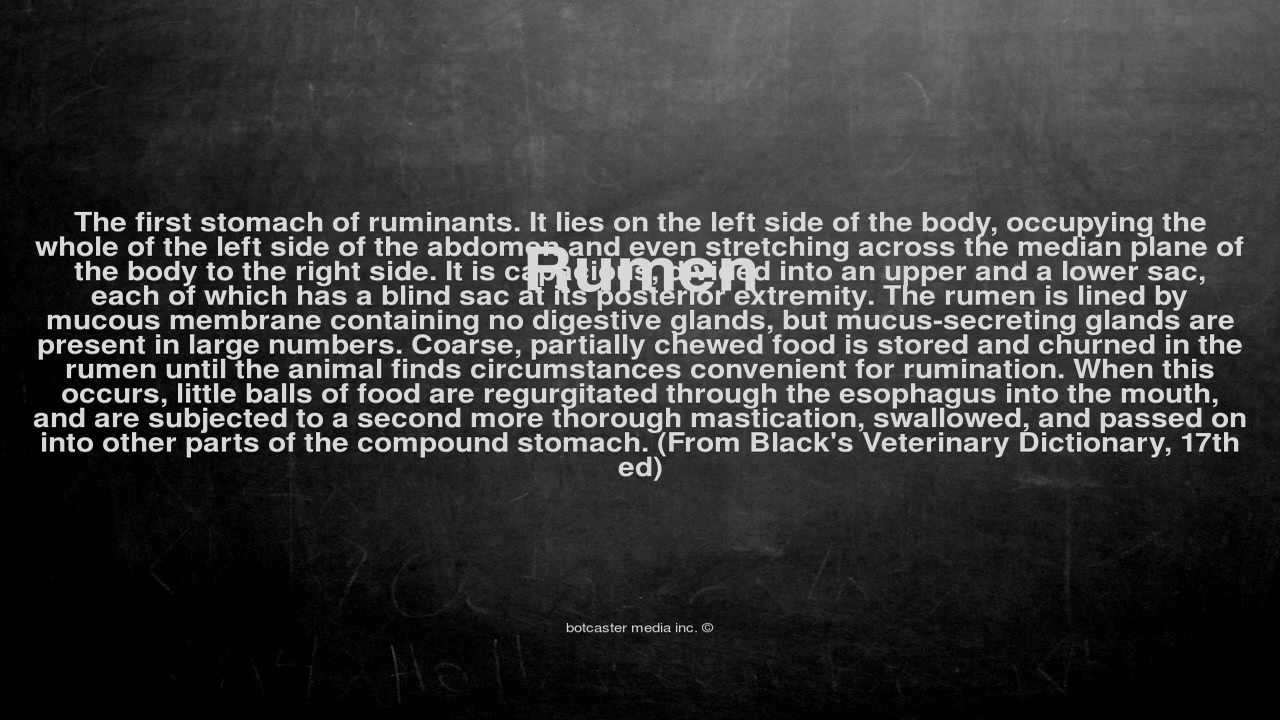 The first stomach of ruminants. It lies on the left side of the body, occupying the
whole of the left side of the abdomen and even stretching across the median plane of
Rumen
the body to the right side. It is capacious, divided into an upper and a lower sac,
each of which has a blind sac at its posterior extremity. The rumen is lined by
mucous membrane containing no digestive glands, but mucus-secreting glands are
present in large numbers. Coarse, partially chewed food is stored and churned in the
rumen until the animal finds circumstances convenient for rumination. When this
occurs, little balls of food are regurgitated through the esophagus into the mouth,
and are subjected to a second more thorough mastication, swallowed, and passed on
into other parts of the compound stomach. (From Black's Veterinary Dictionary, 17th
ed)
botcaster media inc. ©